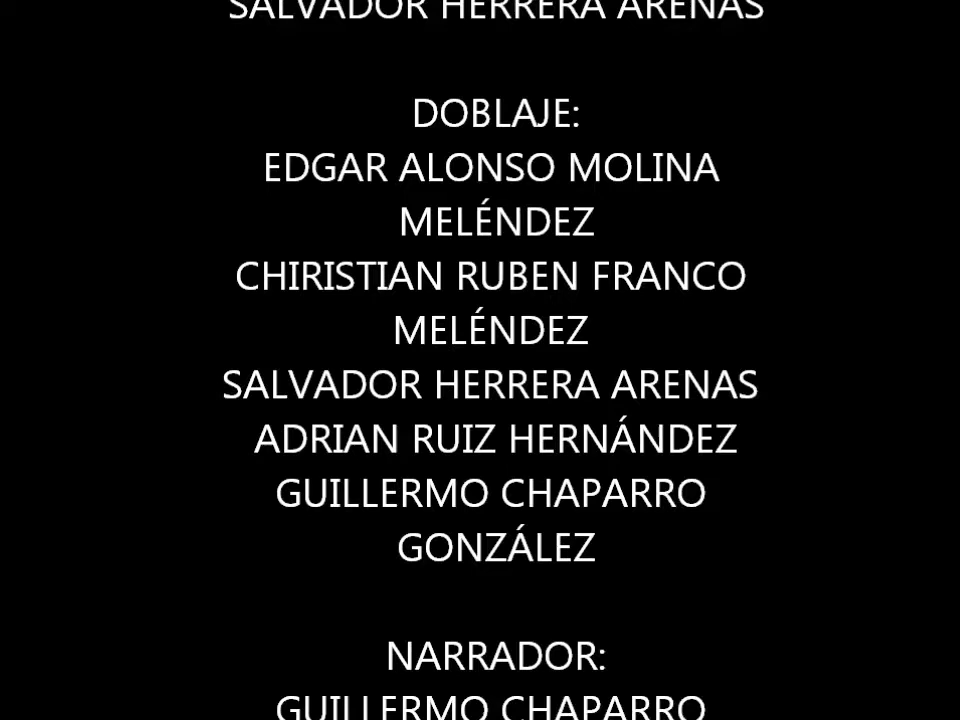 SALVADOR HERRERA ARENAS
DOBLAJE:
EDGAR ALONSO MOLINA
MELÉNDEZ
CHIRISTIAN RUBEN FRANCO
MELÉNDEZ
SALVADOR HERRERA ARENAS
ADRIAN RUIZ HERNÁNDEZ
GUILLERMO CHAPARRO
GONZÁLEZ
NARRADOR:
GUILLERMO CHAPARRO